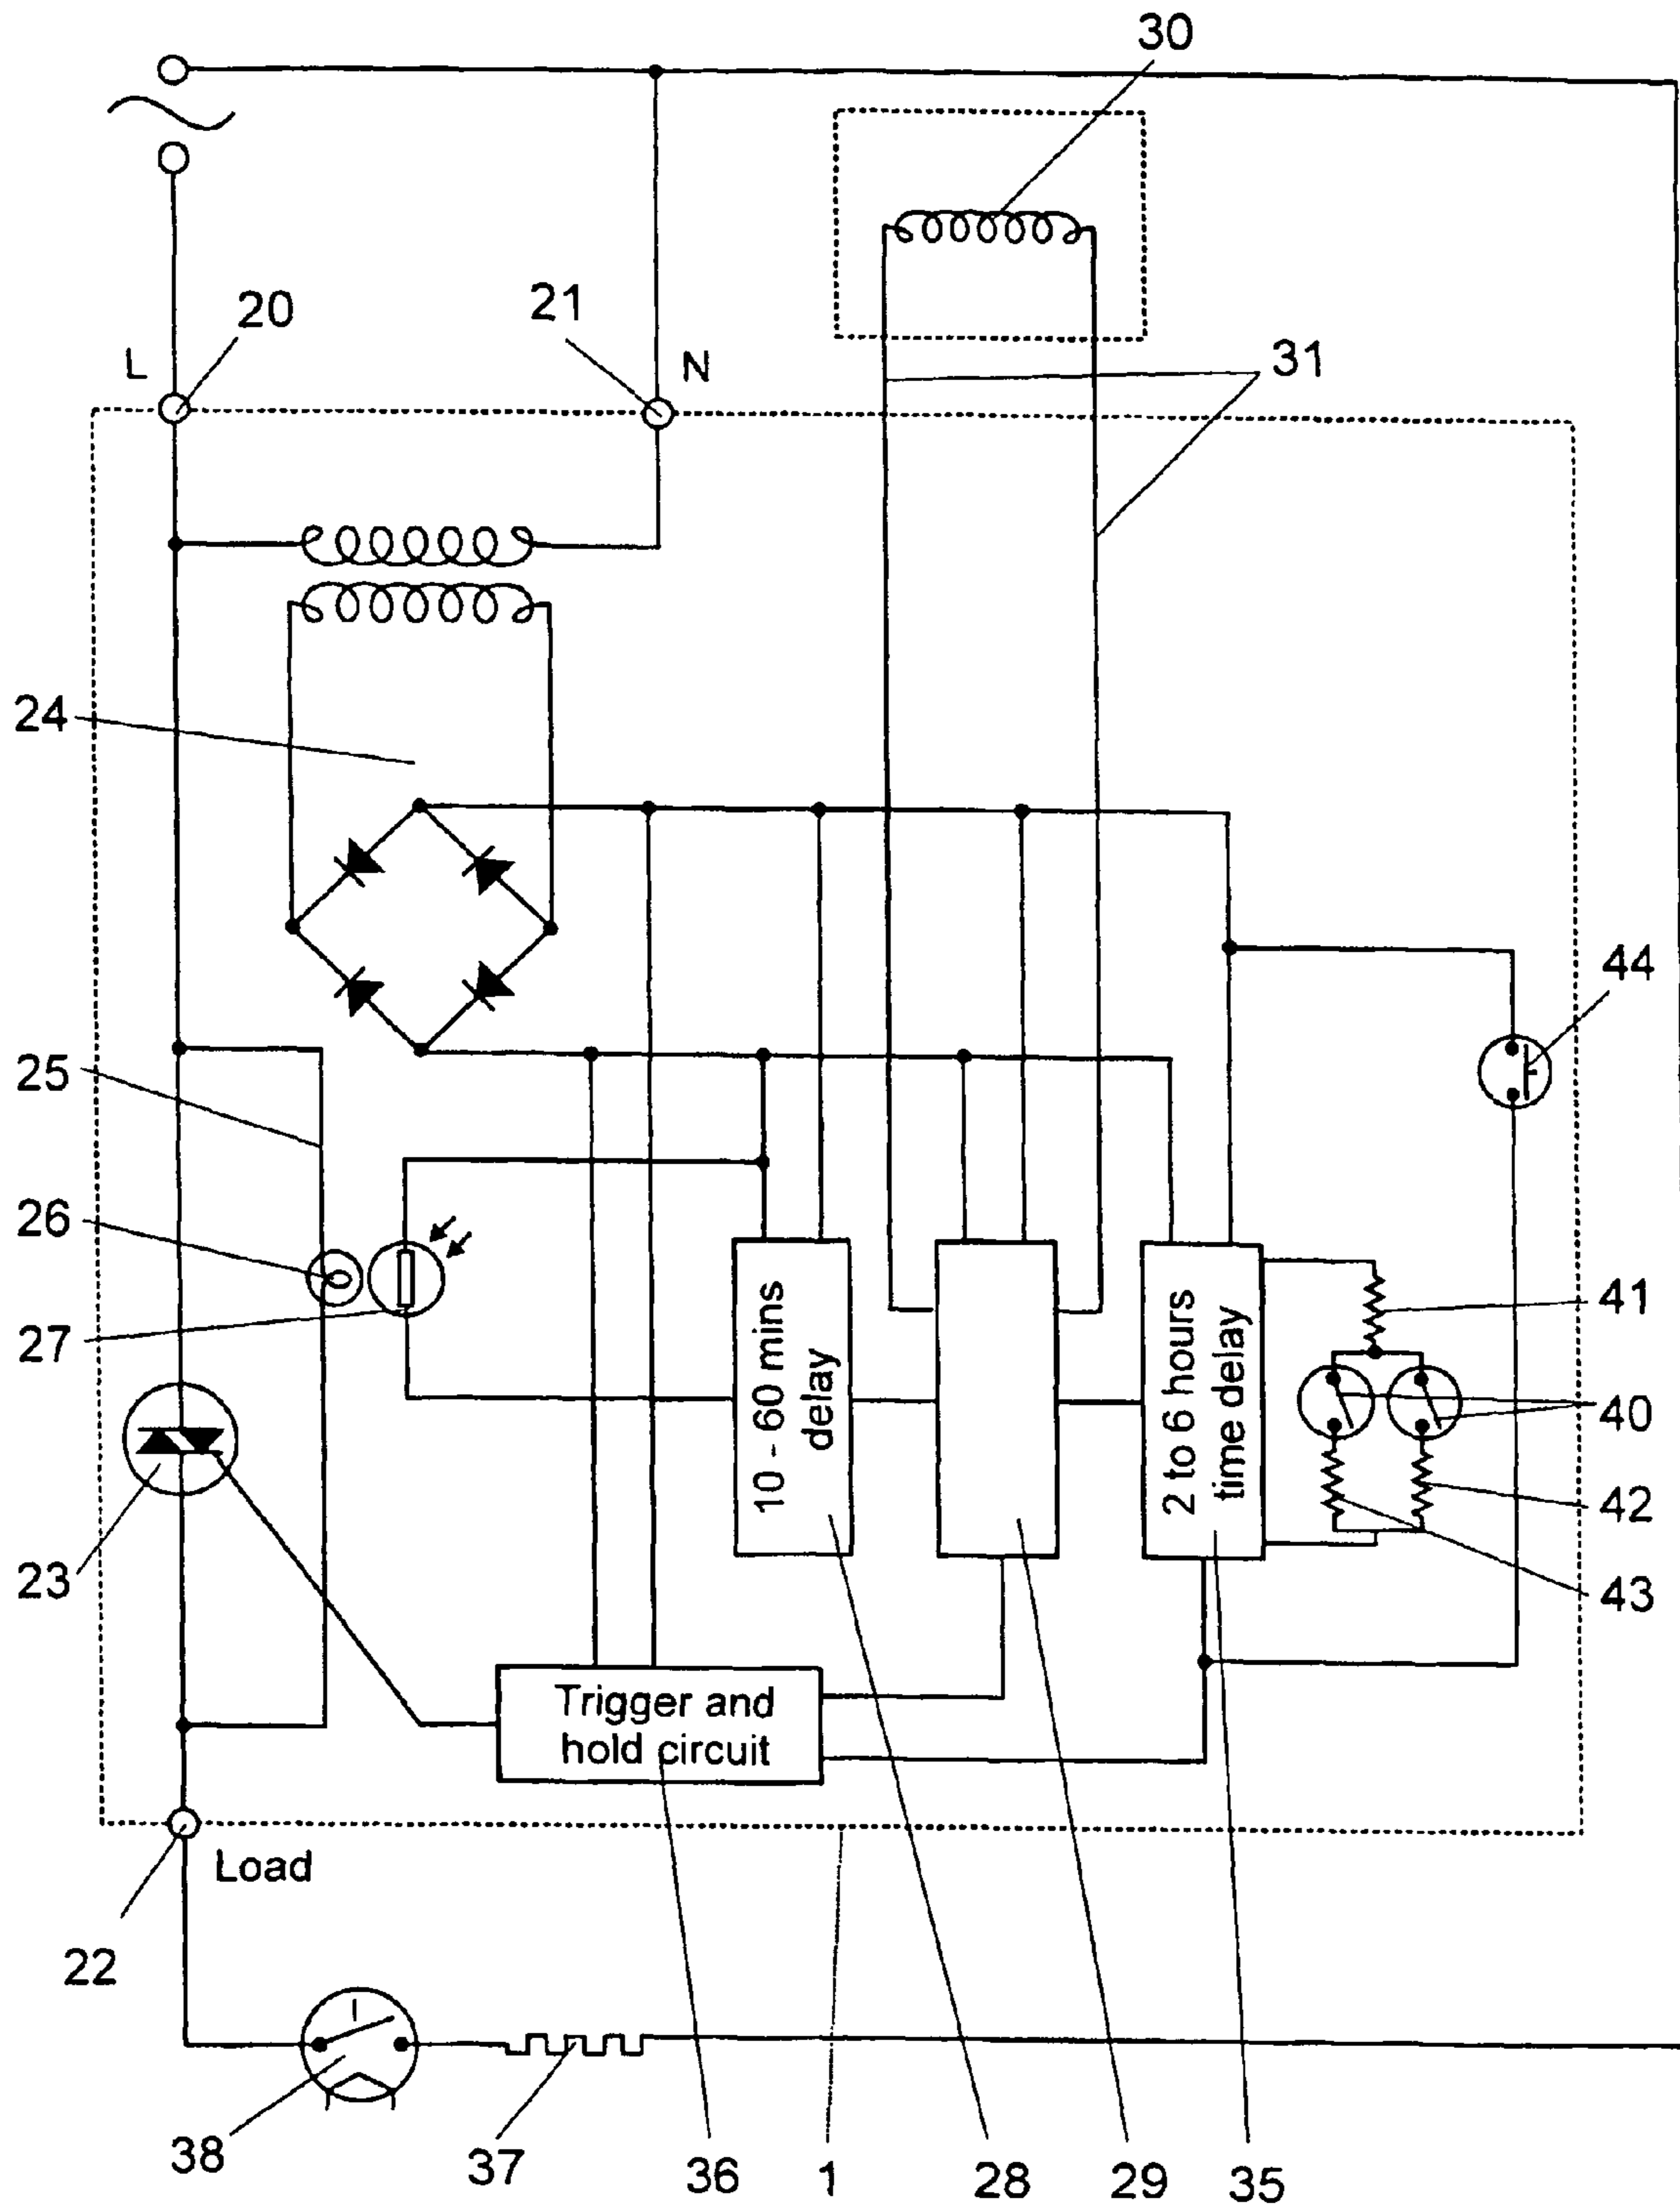 30
20
21
L
N
31
24
44
25
26
27
41
10 - 60 mins
delay
2 to 6 hours
time delay
40
42
23
43
Trigger and
hold circuit
Load
22
38
37
36
1
28
29
35